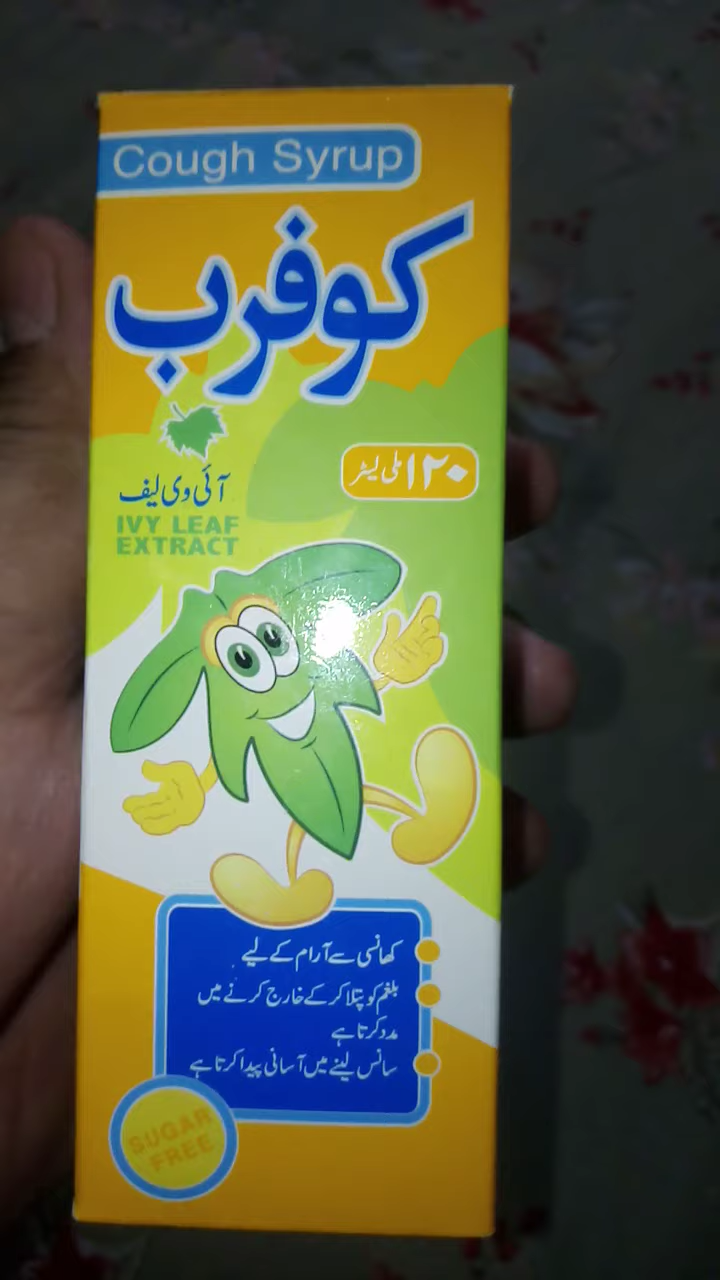 Cough Syrup
کوفرب
۱۲۰ ملی لیٹر
آئی وی لیف
IVY LEAF
EXTRACT
کھانسی سے آرام کے لیے
بلغم کو پتلا کر کے خارج کرنے میں
مدد کرتا ہے
سانس لینے میں آسانی پیدا کرتا ہے
SUGAR
FREE